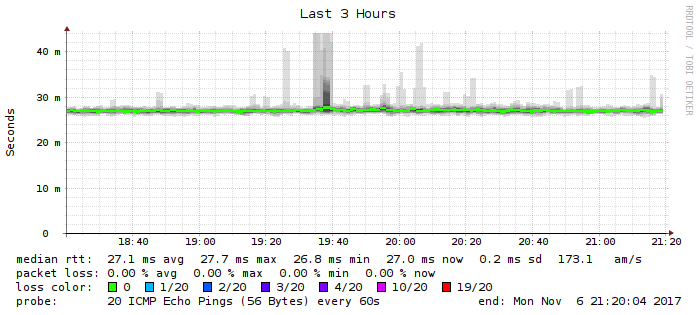 Last 3 Hours
RRDTOOL / TOBI OETIKER
Seconds
40 m
30 m
20 m
10 m
0
18:40 19:00 19:20 19:40 20:00 20:20 20:40 21:00 21:20
median rtt: 27.1 ms avg 27.7 ms max 26.8 ms min 27.0 ms now 0.2 ms sd 173.1 am/s
packet loss: 0.00 % avg 0.00 % max 0.00 % min 0.00 % now
loss color: 0 1/20 2/20 3/20 4/20 10/20 19/20
probe: 20 ICMP Echo Pings (56 Bytes) every 60s end: Mon Nov 6 21:20:04 2017